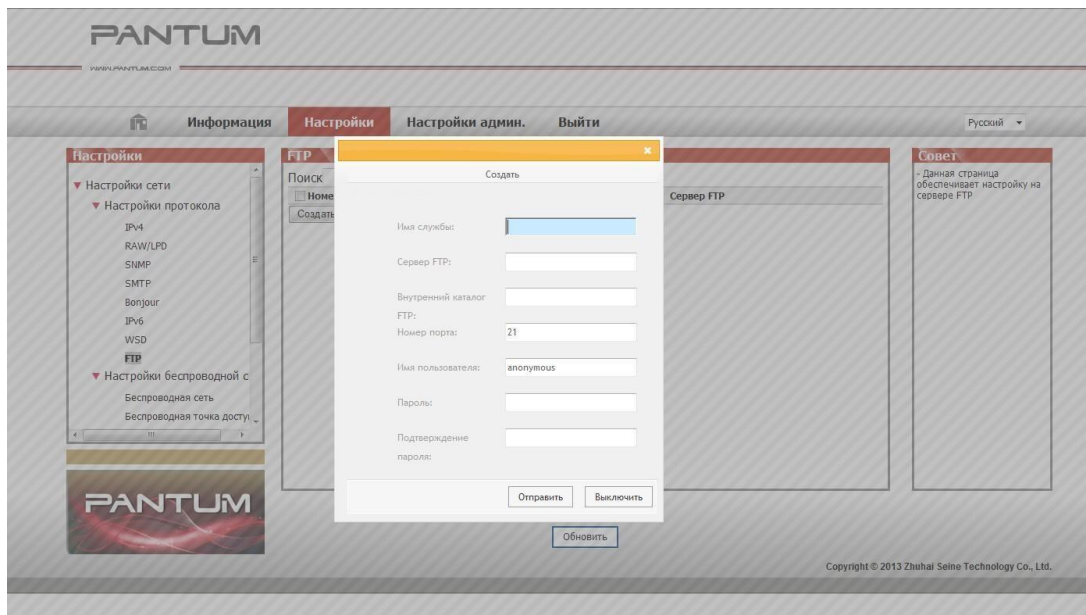 PANTUM
WWW.PANTUM.COM
Информация
Настройки
Настройки админ.
Выйти
Русский
Настройки
Настройки сети
Настройки протокола
IPv4
RAW/LPD
SNMP
SMTP
Bonjour
IPv6
WSD
FTP
Настройки беспроводной с
Беспроводная сеть
Беспроводная точка досту
PANTUM
FTP
Поиск
Номе
Сервер FTP
Создать
Создать
Имя службы:
Сервер FTP:
Внутренний каталог
FTP:
Номер порта:
21
Имя пользователя:
anonymous
Пароль:
Подтверждение
пароля:
Отправить
Выключить
Обновить
Совет
- Данная страница
обеспечивает настройку на
сервере FTP
Copyright © 2013 Zhuhai Seine Technology Co., Ltd.